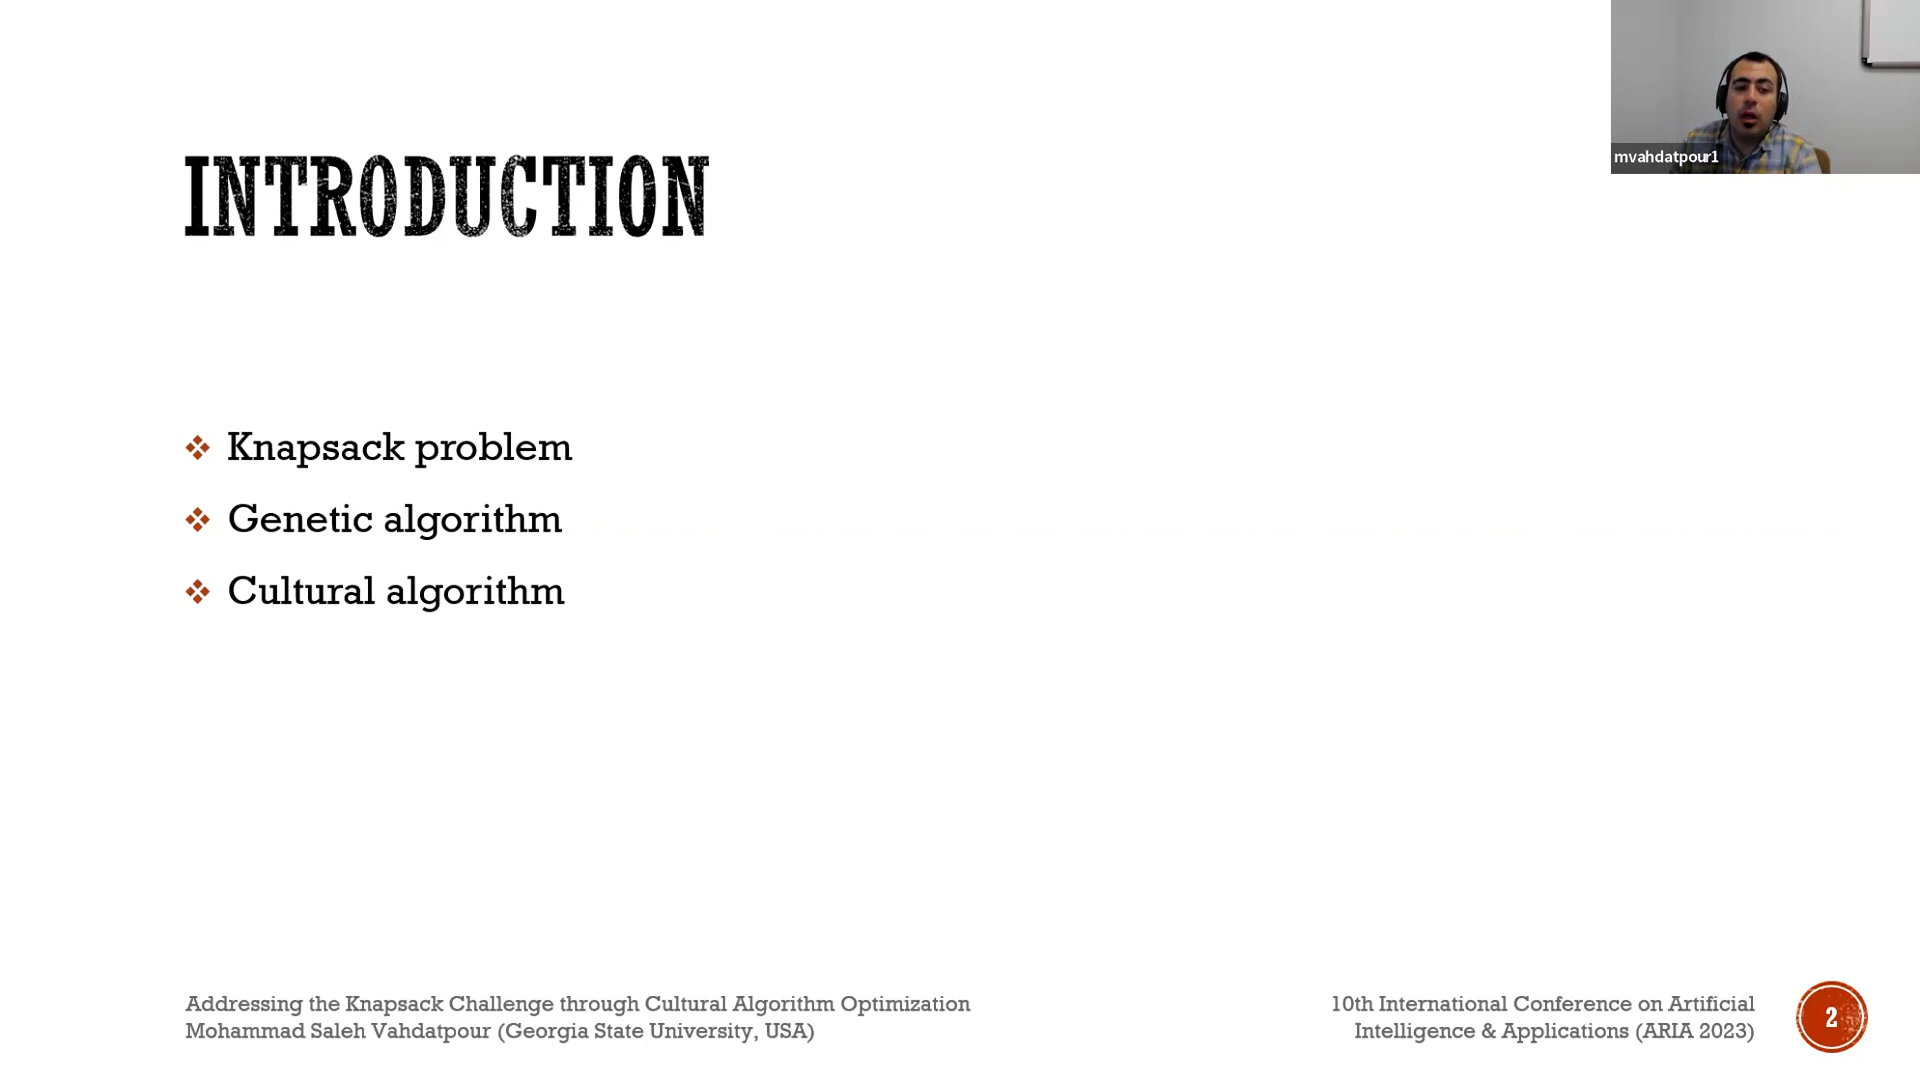 mvahdatpour1
INTRODUCTION
Knapsack problem
Genetic algorithm
Cultural algorithm
Addressing the Knapsack Challenge through Cultural Algorithm Optimization
Mohammad Saleh Vahdatpour (Georgia State University, USA)
10th International Conference on Artificial
Intelligence & Applications (ARIA 2023)
2